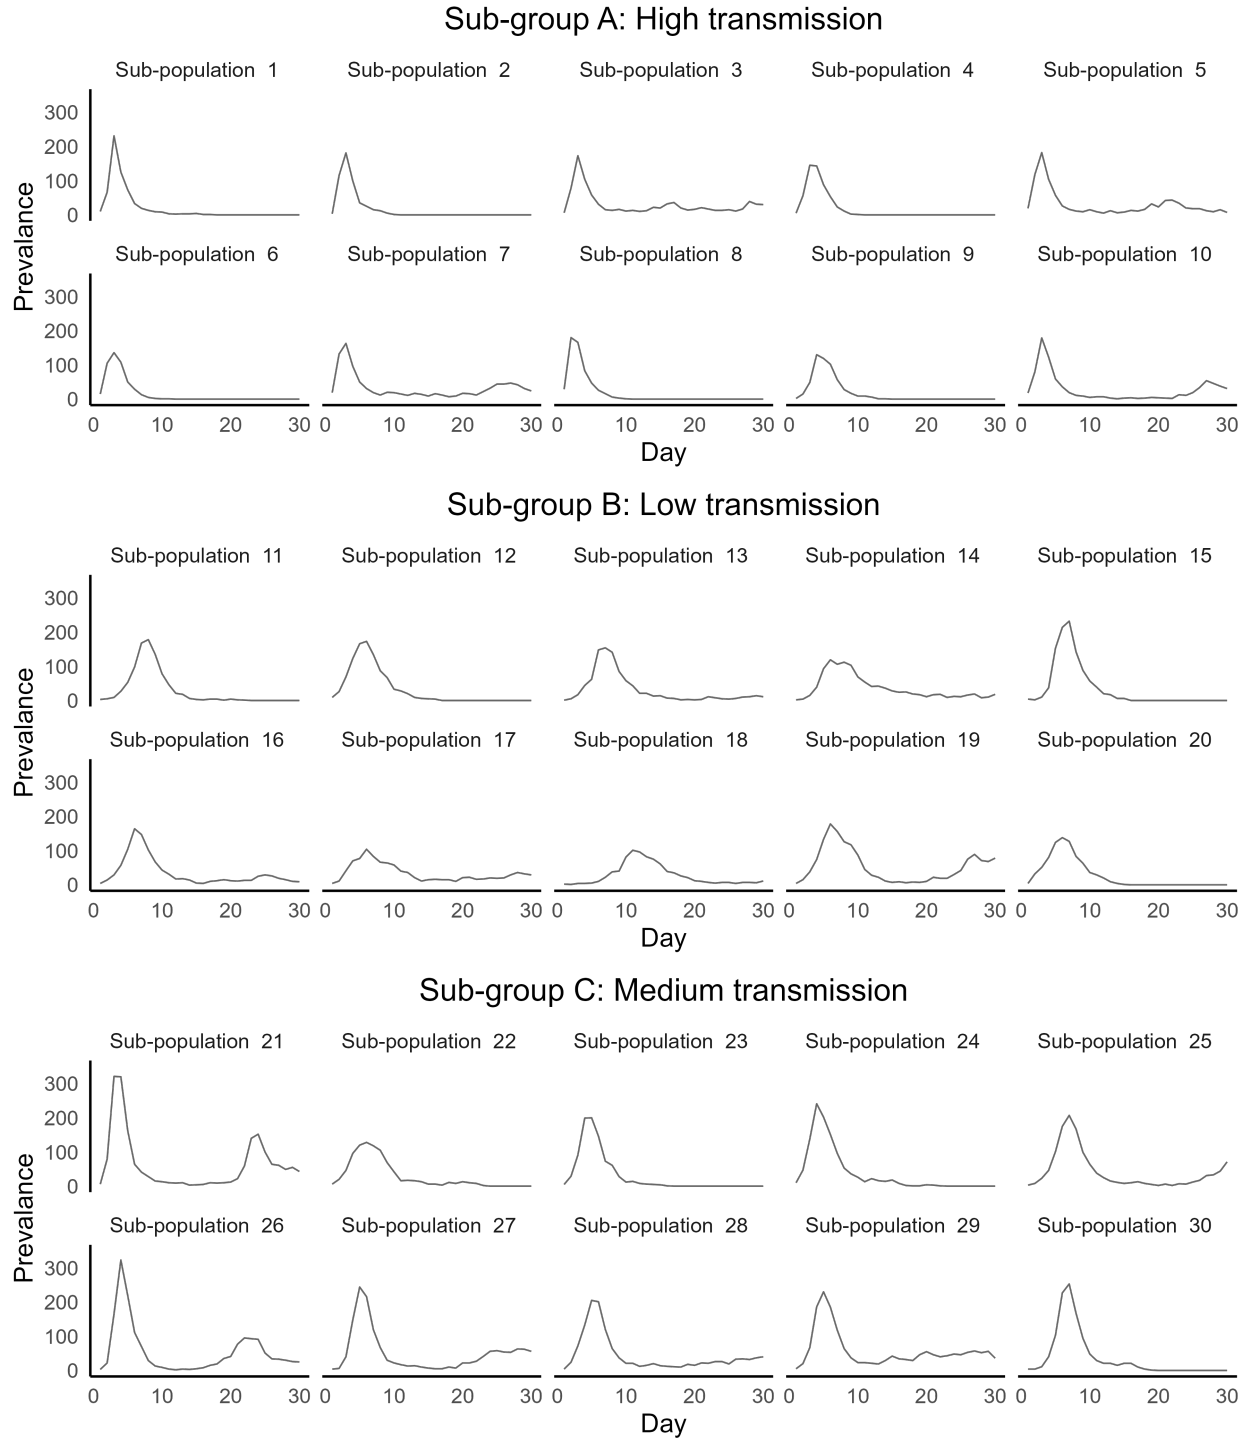 Sub-group A: High transmission
Sub-population 1 Sub-population 2 Sub-population 3 Sub-population 4 Sub-population 5
300
200
100
0
Sub-population 6 Sub-population 7 Sub-population 8 Sub-population 9 Sub-population 10
300
200
100
0
Prevalance
0 10 20 30 0 10 20 30 0 10 20 30 0 10 20 30 0 10 20 30
Day
Sub-group B: Low transmission
Sub-population 11 Sub-population 12 Sub-population 13 Sub-population 14 Sub-population 15
300
200
100
0
Sub-population 16 Sub-population 17 Sub-population 18 Sub-population 19 Sub-population 20
300
200
100
0
Prevalance
0 10 20 30 0 10 20 30 0 10 20 30 0 10 20 30 0 10 20 30
Day
Sub-group C: Medium transmission
Sub-population 21 Sub-population 22 Sub-population 23 Sub-population 24 Sub-population 25
300
200
100
0
Sub-population 26 Sub-population 27 Sub-population 28 Sub-population 29 Sub-population 30
300
200
100
0
Prevalance
0 10 20 30 0 10 20 30 0 10 20 30 0 10 20 30 0 10 20 30
Day